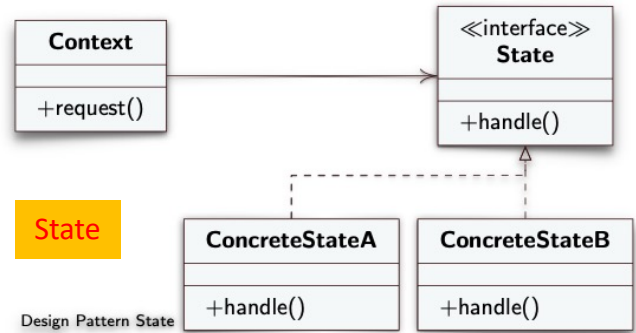 Context
+request()
≪interface≫
State
+handle()
State
ConcreteStateA
+handle()
ConcreteStateB
+handle()
Design Pattern State